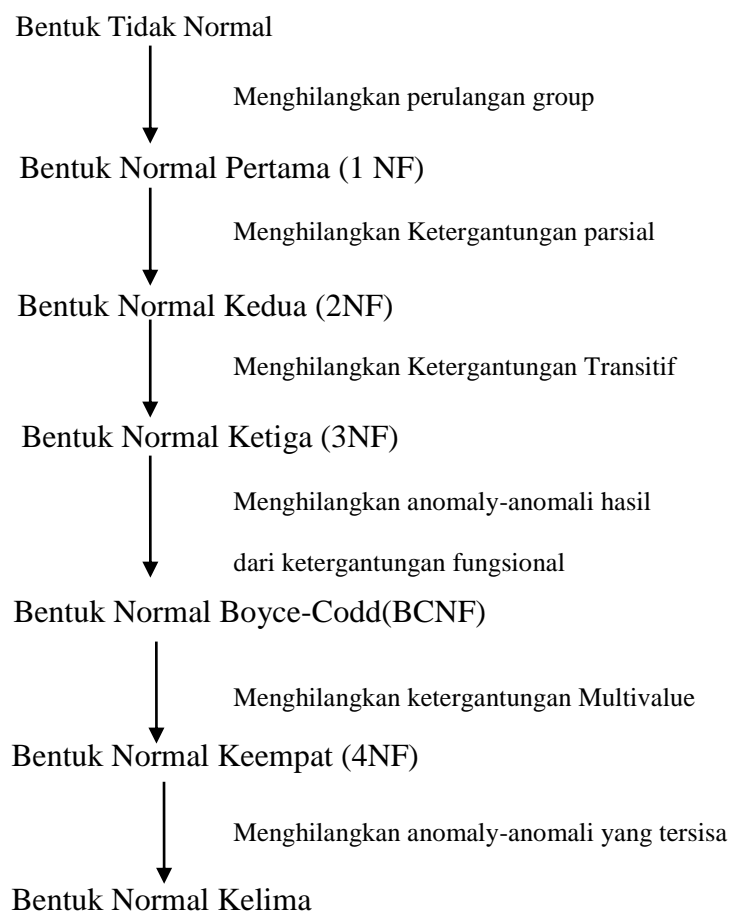 Bentuk Tidak Normal
Menghilangkan perulangan group
Bentuk Normal Pertama (1 NF)
Menghilangkan Ketergantungan parsial
Bentuk Normal Kedua (2NF)
Menghilangkan Ketergantungan Transitif
Bentuk Normal Ketiga (3NF)
Menghilangkan anomaly-anomali hasil
dari ketergantungan fungsional
Bentuk Normal Boyce-Codd(BCNF)
Menghilangkan ketergantungan Multivalue
Bentuk Normal Keempat (4NF)
Menghilangkan anomaly-anomali yang tersisa
Bentuk Normal Kelima